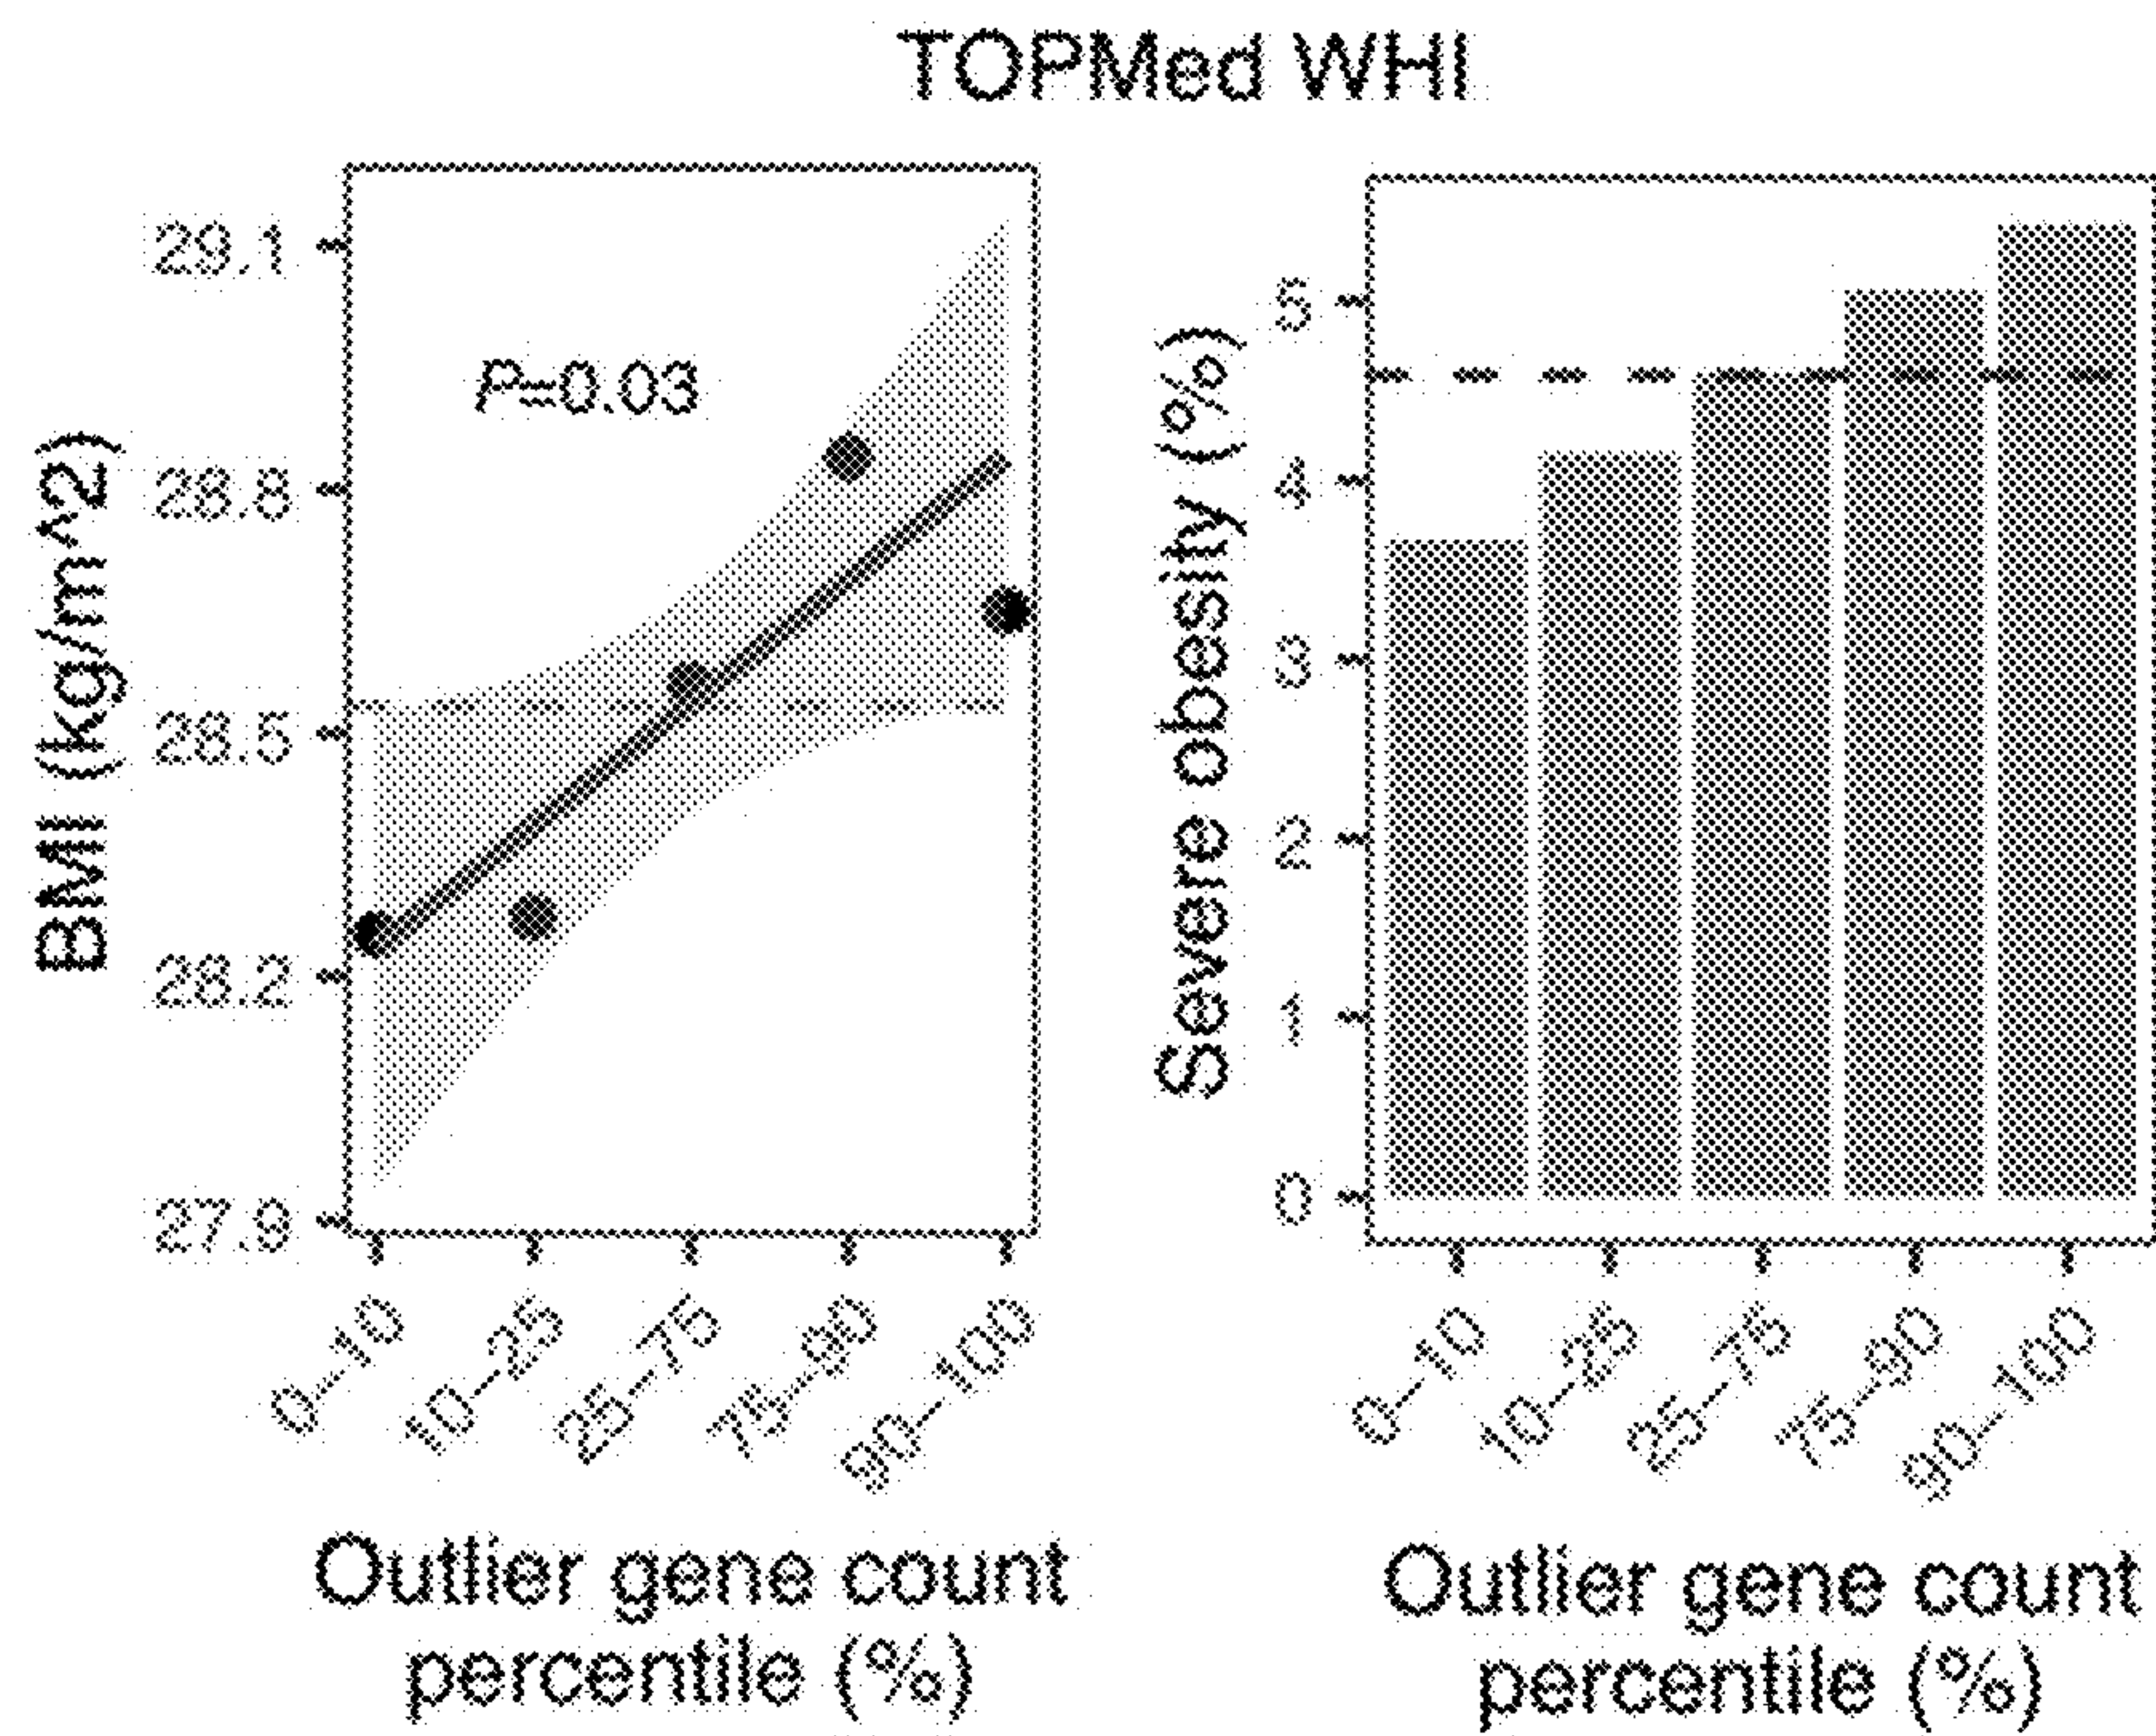 TOPMed WHI
BMI (kg/m^2)
29.1
28.8
28.5
28.2
27.9
P=0.03
0–10
10–25
25–75
75–90
90–100
Outlier gene count
percentile (%)
Severe obesity (%)
5
4
3
2
1
0
0–10
10–25
25–75
75–90
90–100
Outlier gene count
percentile (%)